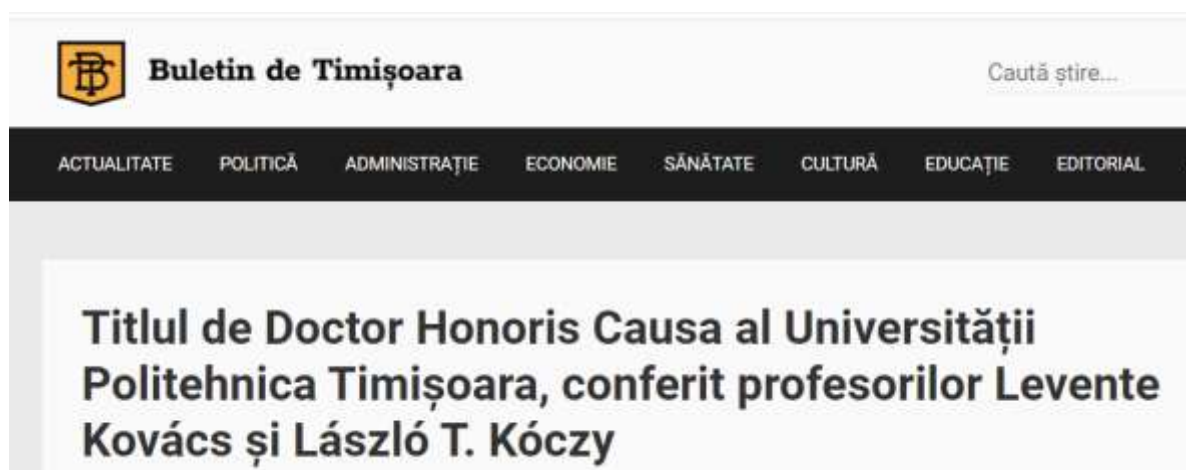 BT
Buletin de Timișoara
Caută știre...
ACTUALITATE POLITICĂ ADMINISTRAȚIE ECONOMIE SĂNĂTATE CULTURĂ EDUCAȚIE EDITORIAL
Titlul de Doctor Honoris Causa al Universității
Politehnica Timișoara, conferit profesorilor Levente
Kovács și László T. Kóczy